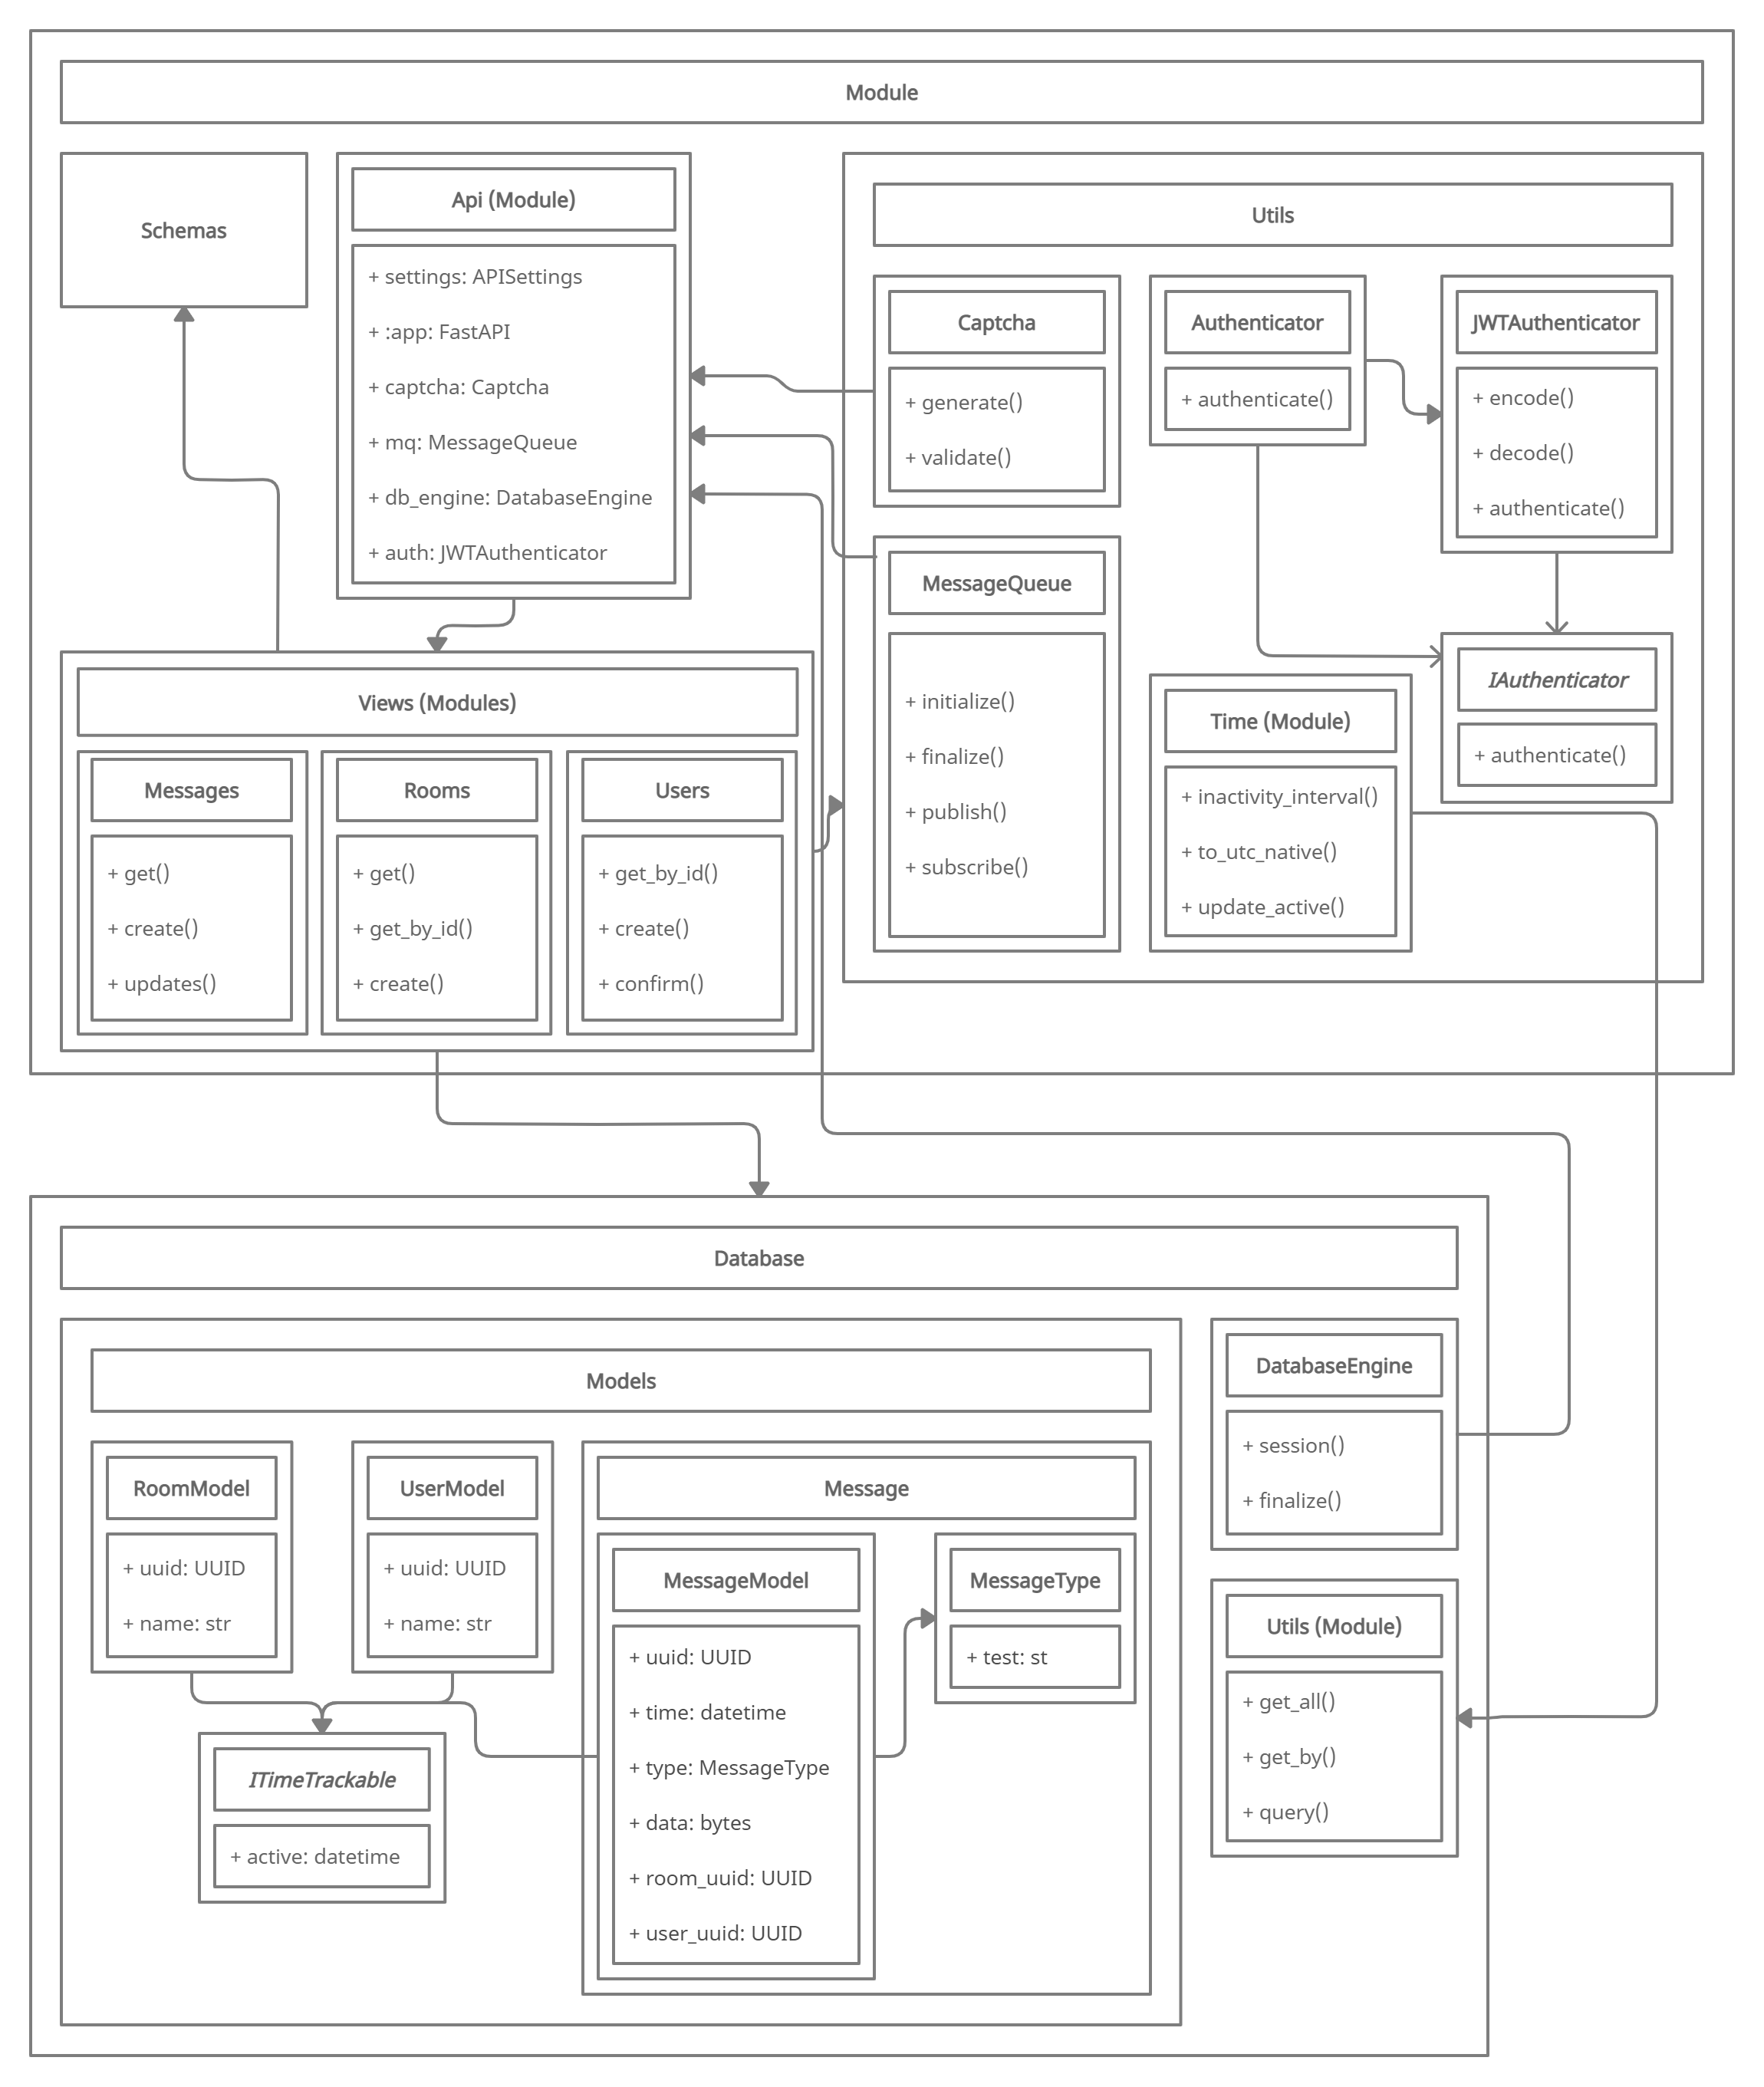 Module
Schemas
Api (Module)
+ settings: APISettings
+ :app: FastAPI
+ captcha: Captcha
+ mq: MessageQueue
+ db_engine: DatabaseEngine
+ auth: JWTAuthenticator
Utils
Captcha
+ generate()
+ validate()
Authenticator
+ authenticate()
JWTAuthenticator
+ encode()
+ decode()
+ authenticate()
MessageQueue
+ initialize()
+ finalize()
+ publish()
+ subscribe()
Time (Module)
+ inactivity_interval()
+ to_utc_native()
+ update_active()
IAuthenticator
+ authenticate()
Views (Modules)
Messages
+ get()
+ create()
+ updates()
Rooms
+ get()
+ get_by_id()
+ create()
Users
+ get_by_id()
+ create()
+ confirm()
Database
Models
RoomModel
+ uuid: UUID
+ name: str
UserModel
+ uuid: UUID
+ name: str
Message
MessageModel
+ uuid: UUID
+ time: datetime
+ type: MessageType
+ data: bytes
+ room_uuid: UUID
+ user_uuid: UUID
MessageType
+ test: st
ITimeTrackable
+ active: datetime
DatabaseEngine
+ session()
+ finalize()
Utils (Module)
+ get_all()
+ get_by()
+ query()